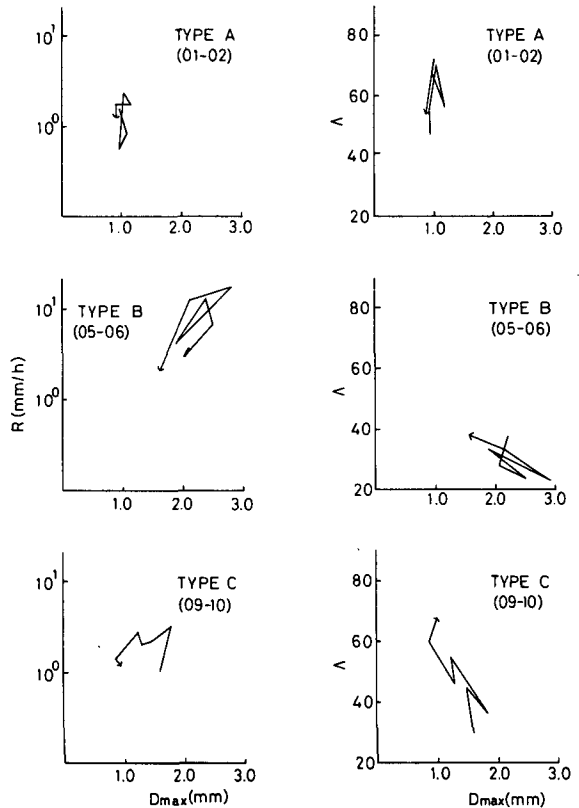 TYPE A
(01-02)
10¹
10⁰
1.0 2.0 3.0
TYPE A
(01-02)
80
60
Λ
40
20
1.0 2.0 3.0
TYPE B
(05-06)
10¹
R (mm/h)
10⁰
1.0 2.0 3.0
TYPE B
(05-06)
80
60
Λ
40
20
1.0 2.0 3.0
TYPE C
(09-10)
10¹
10⁰
1.0 2.0 3.0
Dmax(mm)
TYPE C
(09-10)
80
60
Λ
40
20
1.0 2.0 3.0
Dmax(mm)